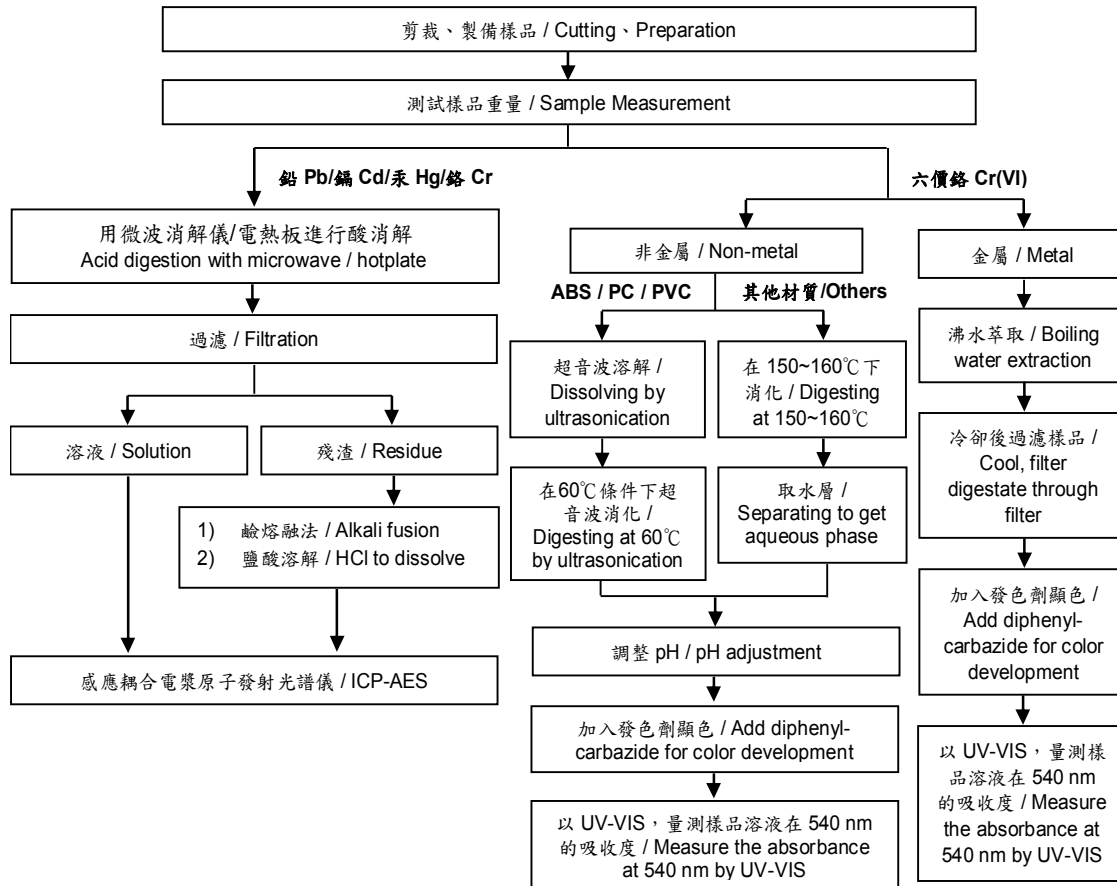 剪裁、製備樣品 / Cutting、Preparation
測試樣品重量 / Sample Measurement
鉛 Pb/鎘 Cd/汞 Hg/鉻 Cr
用微波消解儀/電熱板進行酸消解
Acid digestion with microwave / hotplate
過濾 / Filtration
溶液 / Solution
殘渣 / Residue
1) 鹼熔融法 / Alkali fusion
2) 鹽酸溶解 / HCl to dissolve
感應耦合電漿原子發射光譜儀 / ICP-AES
六價鉻 Cr(VI)
非金屬 / Non-metal
ABS / PC / PVC
超音波溶解 /
Dissolving by
ultrasonication
在60℃條件下超
音波消化 /
Digesting at 60℃
by ultrasonication
其他材質/Others
在 150~160℃下
消化 / Digesting
at 150~160℃
取水層 /
Separating to get
aqueous phase
調整 pH / pH adjustment
加入發色劑顯色 / Add diphenyl-
carbazide for color development
以 UV-VIS，量測樣品溶液在 540 nm
的吸收度 / Measure the absorbance
at 540 nm by UV-VIS
金屬 / Metal
沸水萃取 / Boiling
water extraction
冷卻後過濾樣品 /
Cool, filter
digestate through
filter
加入發色劑顯色 /
Add diphenyl-
carbazide for color
development
以 UV-VIS，量測樣
品溶液在 540 nm
的吸收度 / Measure
the absorbance at
540 nm by UV-VIS